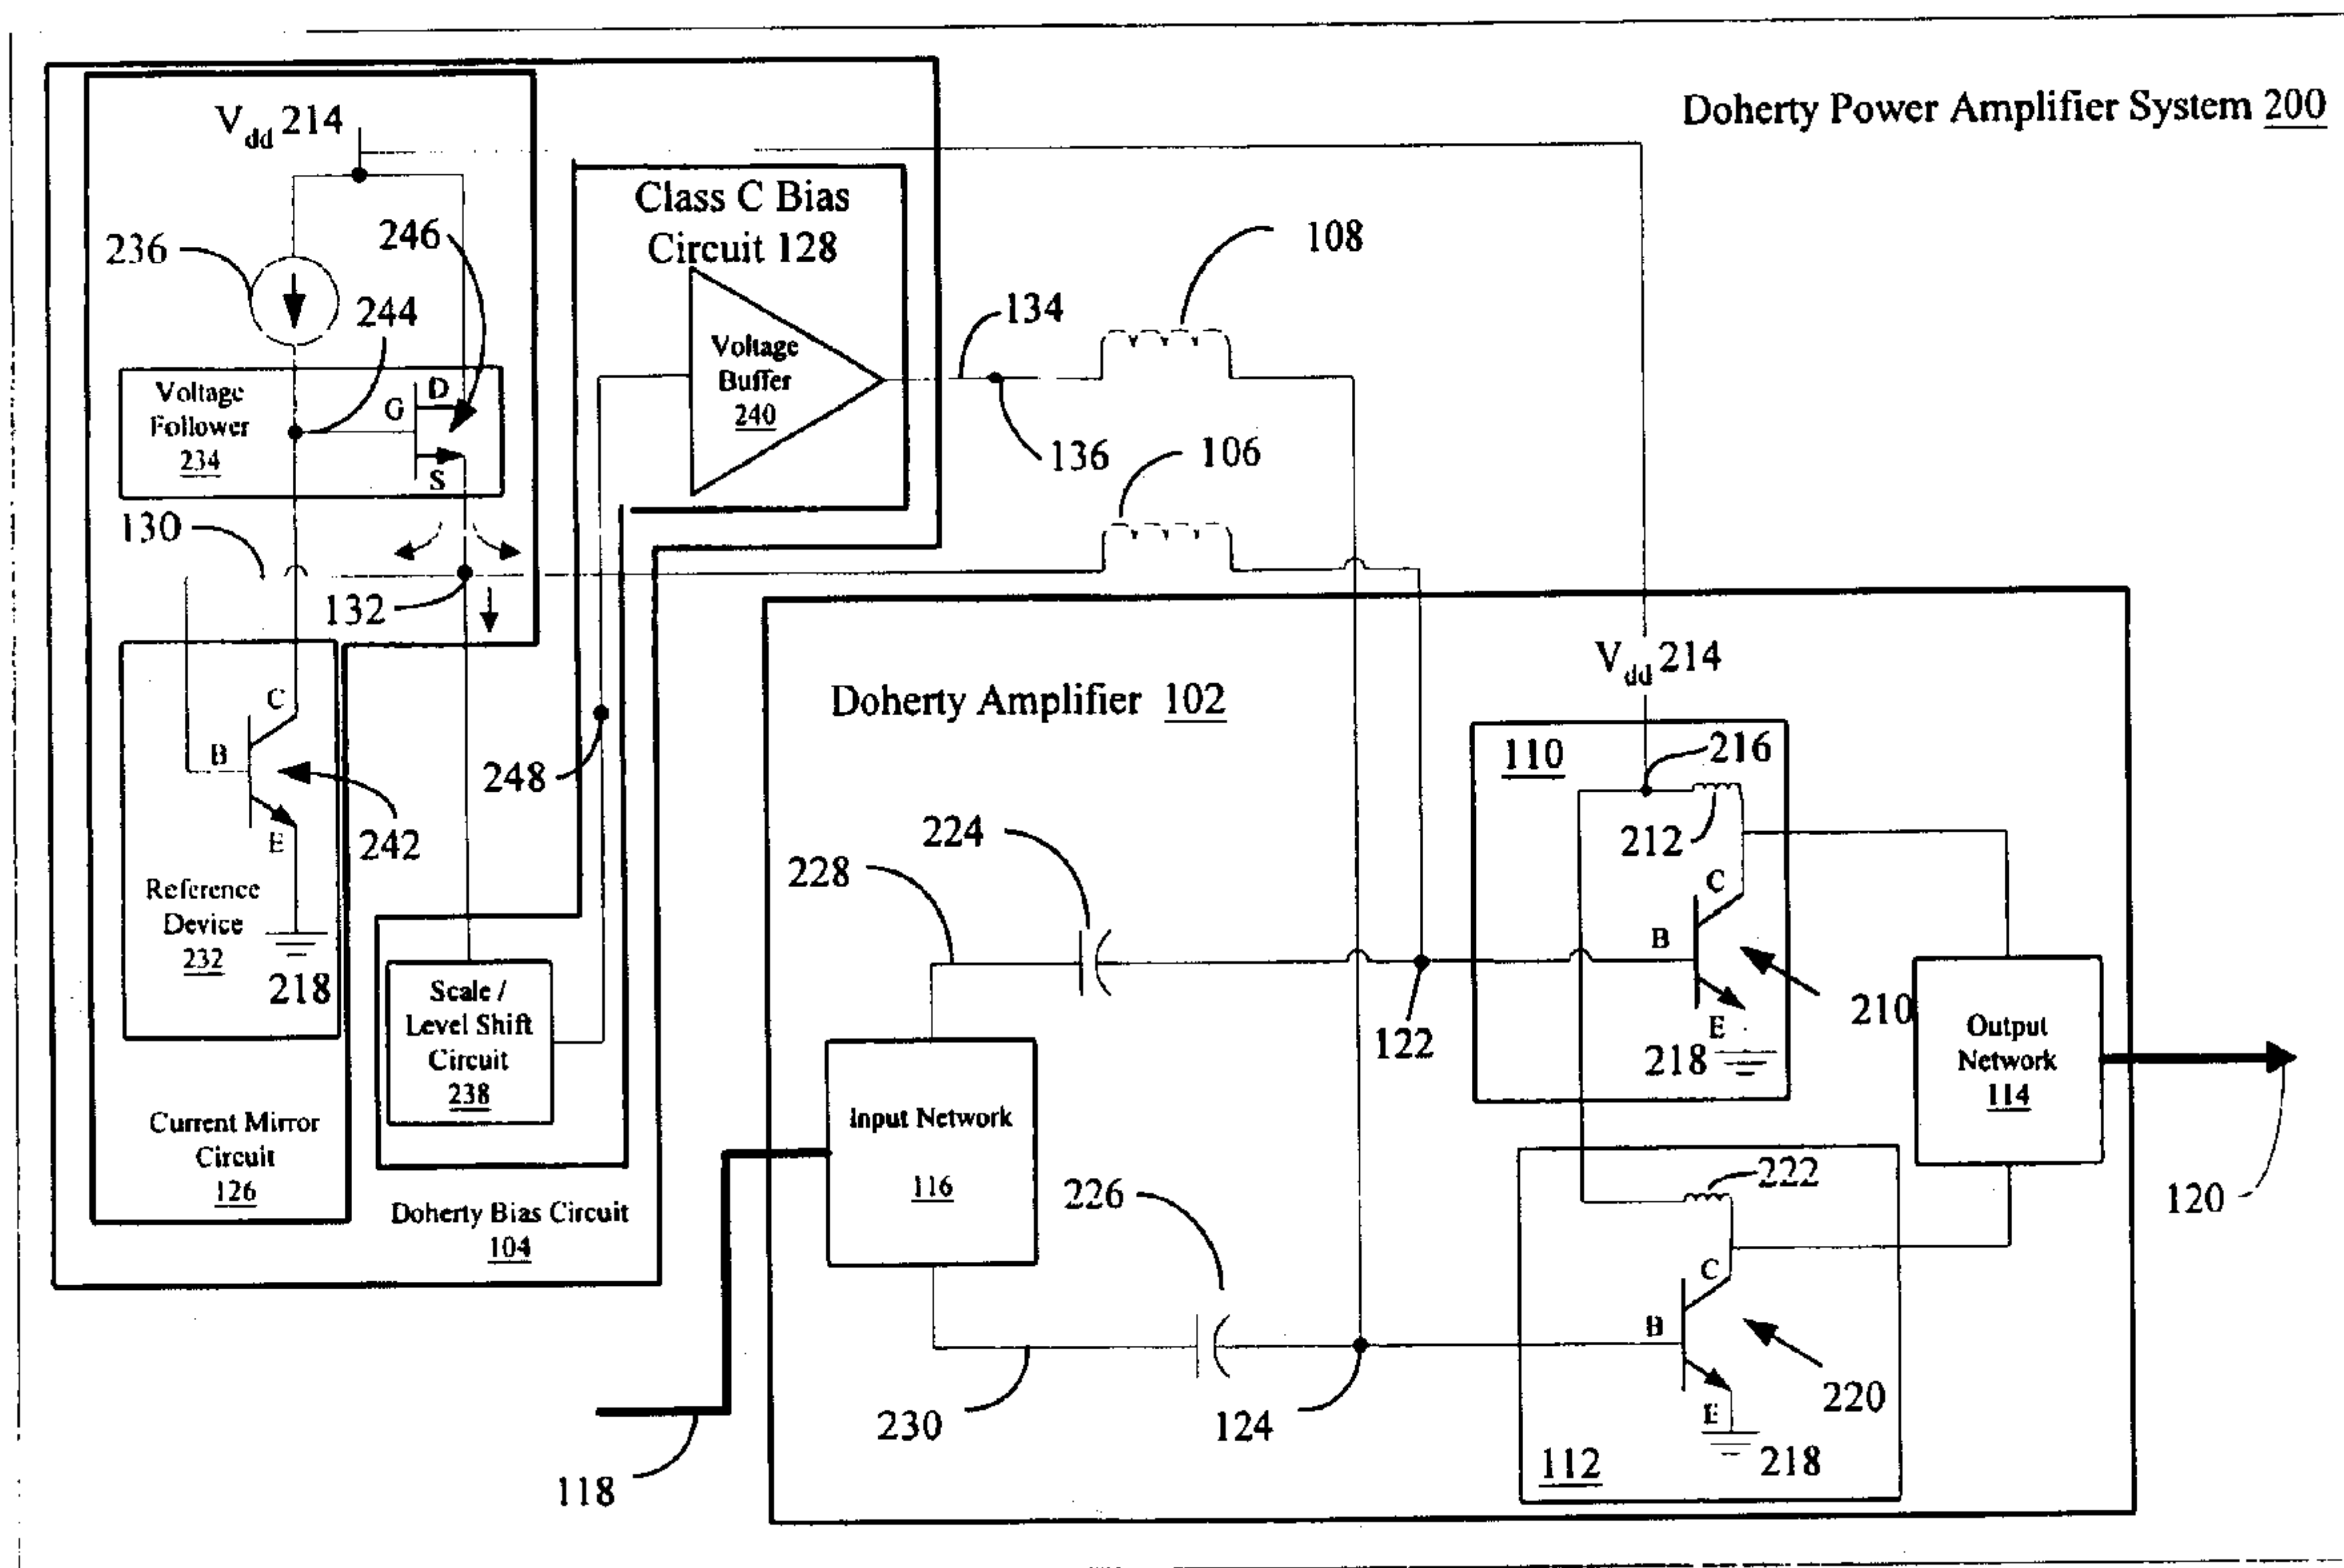 Doherty Power Amplifier System 200
Vdd 214
236
246
244
Voltage
Follower
234
G
D
S
130
132
C
B
E
242
Reference
Device
232
218
Current Mirror
Circuit
126
Class C Bias
Circuit 128
Voltage
Buffer
240
134
136
108
106
248
Scale /
Level Shift
Circuit
238
Doherty Bias Circuit
104
Doherty Amplifier 102
Vdd 214
110
216
212
C
B
E
210
218
224
228
122
Input Network
116
Output
Network
114
120
226
230
124
118
222
C
B
E
220
218
112